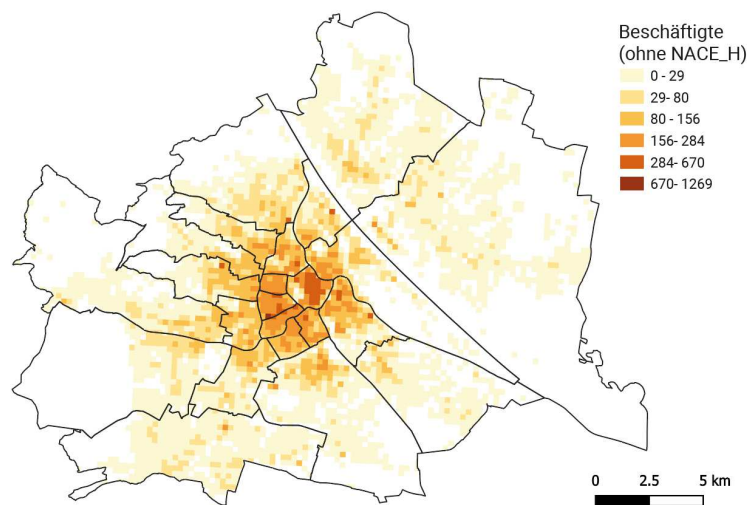 Beschäftigte
(ohne NACE_H)
0 - 29
29- 80
80 - 156
156- 284
284- 670
670- 1269
0 2.5 5 km